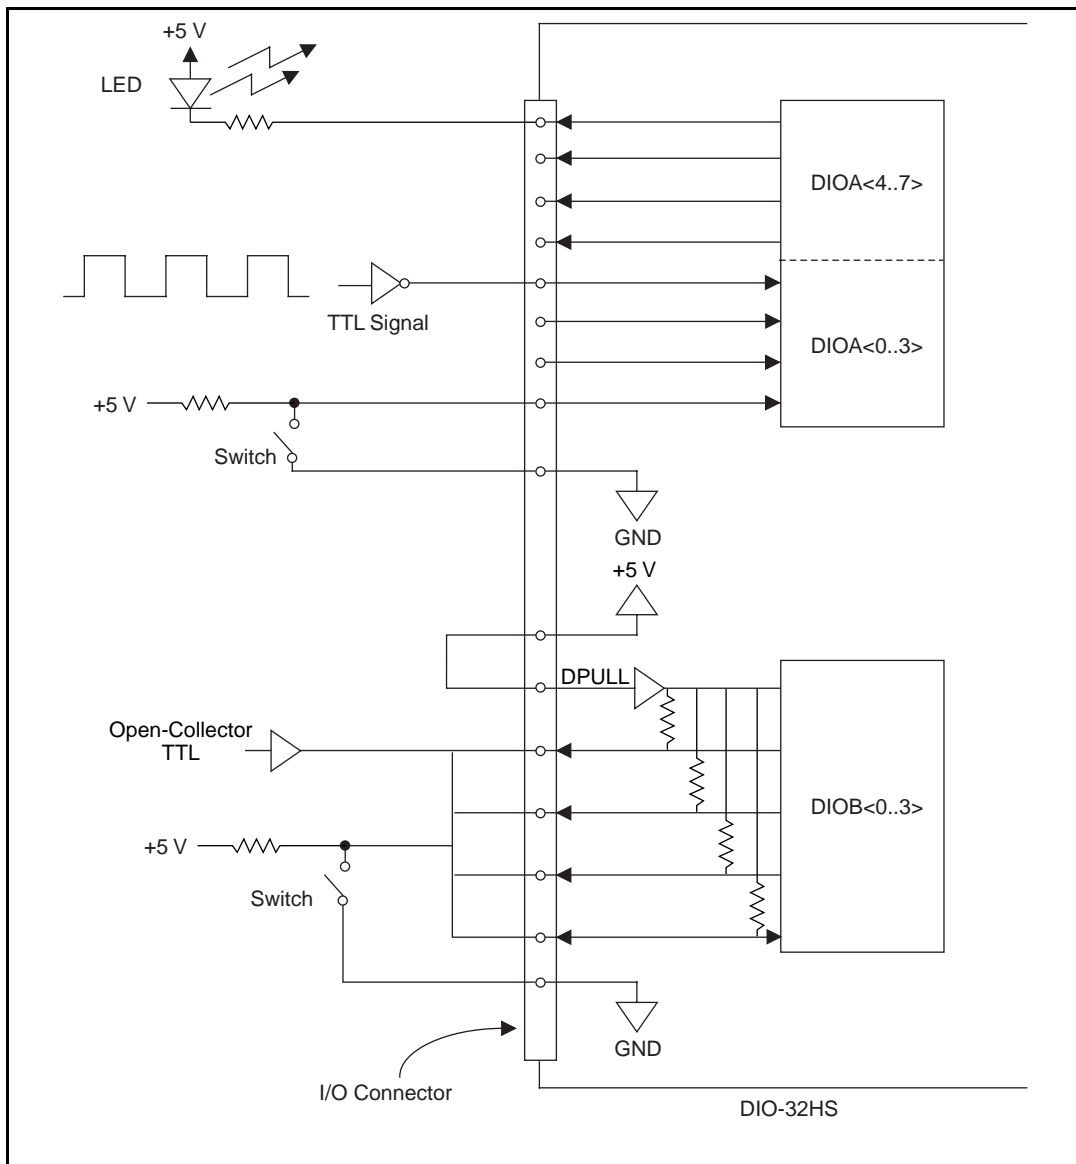 +5 V
LED
DIOA<4..7>
TTL Signal
DIOA<0..3>
+5 V
Switch
GND
+5 V
DPULL
Open-Collector
TTL
DIOB<0..3>
+5 V
Switch
GND
I/O Connector
DIO-32HS